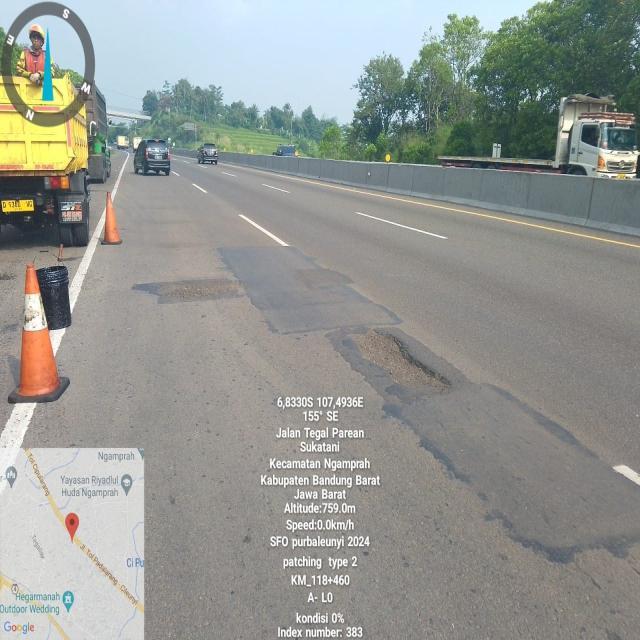 S
N
6,8330S 107,4936E
155° SE
Jalan Tegal Parean
Sukatani
Kecamatan Ngamprah
Kabupaten Bandung Barat
Jawa Barat
Altitude:759.0m
Speed:0.0km/h
SFO purbaleunyi 2024
patching type 2
KM_118+460
A- L0
kondisi 0%
Index number: 383
Ngamprah
Yayasan Riyadlul
Huda Ngamprah
Hegarmanah
Outdoor Wedding
Google
HINO